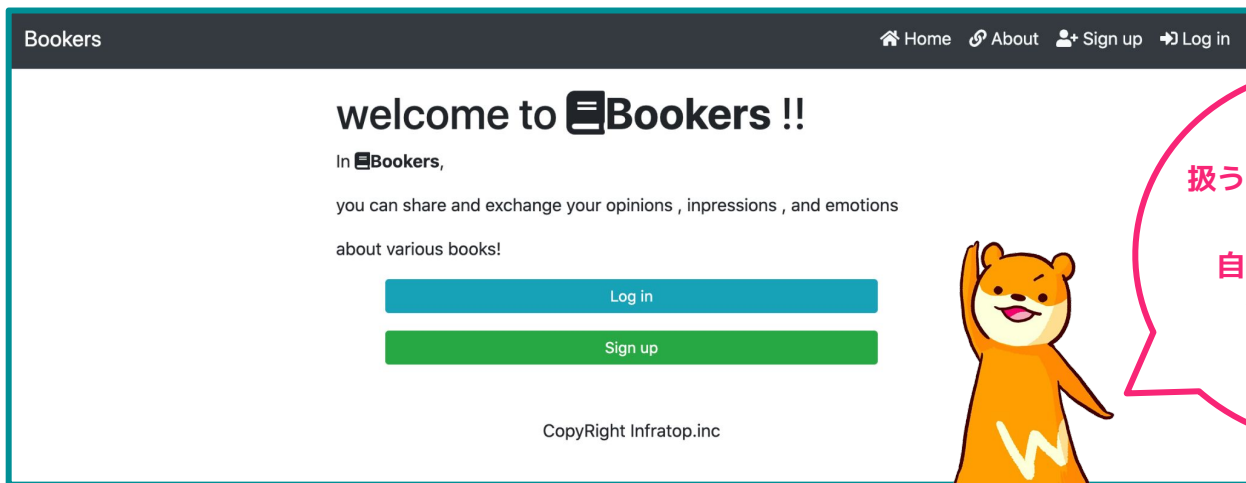 Bookers Home About Sign up Log in
welcome to Bookers !!
In Bookers,
you can share and exchange your opinions , inpressions , and emotions
about various books!
Log in
Sign up
CopyRight Infratop.inc
扱う
自
W